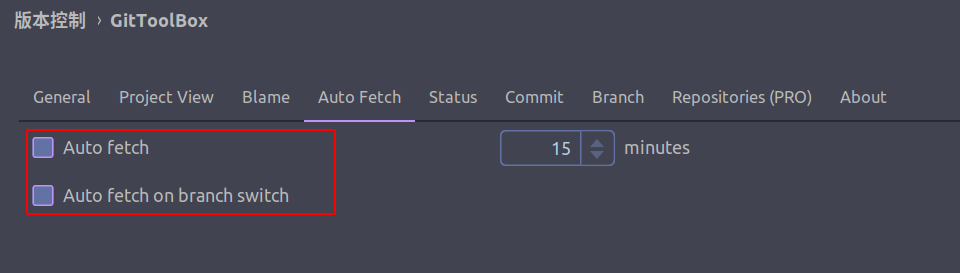 版本控制 › GitToolBox
General Project View Blame Auto Fetch Status Commit Branch Repositories (PRO) About
Auto fetch 15 minutes
Auto fetch on branch switch